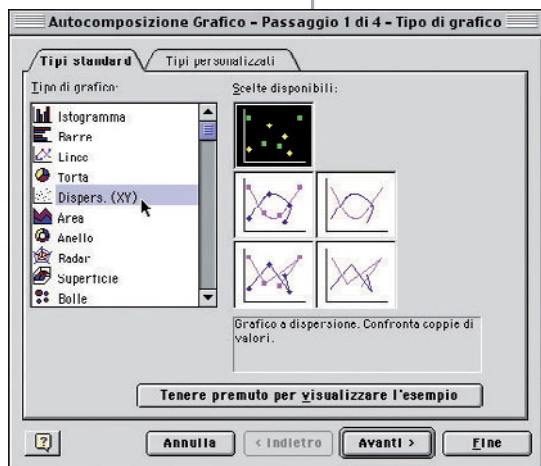 Autocomposizione Grafico – Passaggio 1 di 4 – Tipo di grafico
Tipi standard
Tipi personalizzati
Tipo di grafico:
Scelte disponibili:
Istogramma
Barre
Linee
Torta
Dispers. (XY)
Area
Anello
Radar
Superficie
Bolle
Grafico a dispersione. Confronta coppie di
valori.
Tenere premuto per visualizzare l'esempio
?
Annulla
< Indietro
Avanti >
Fine